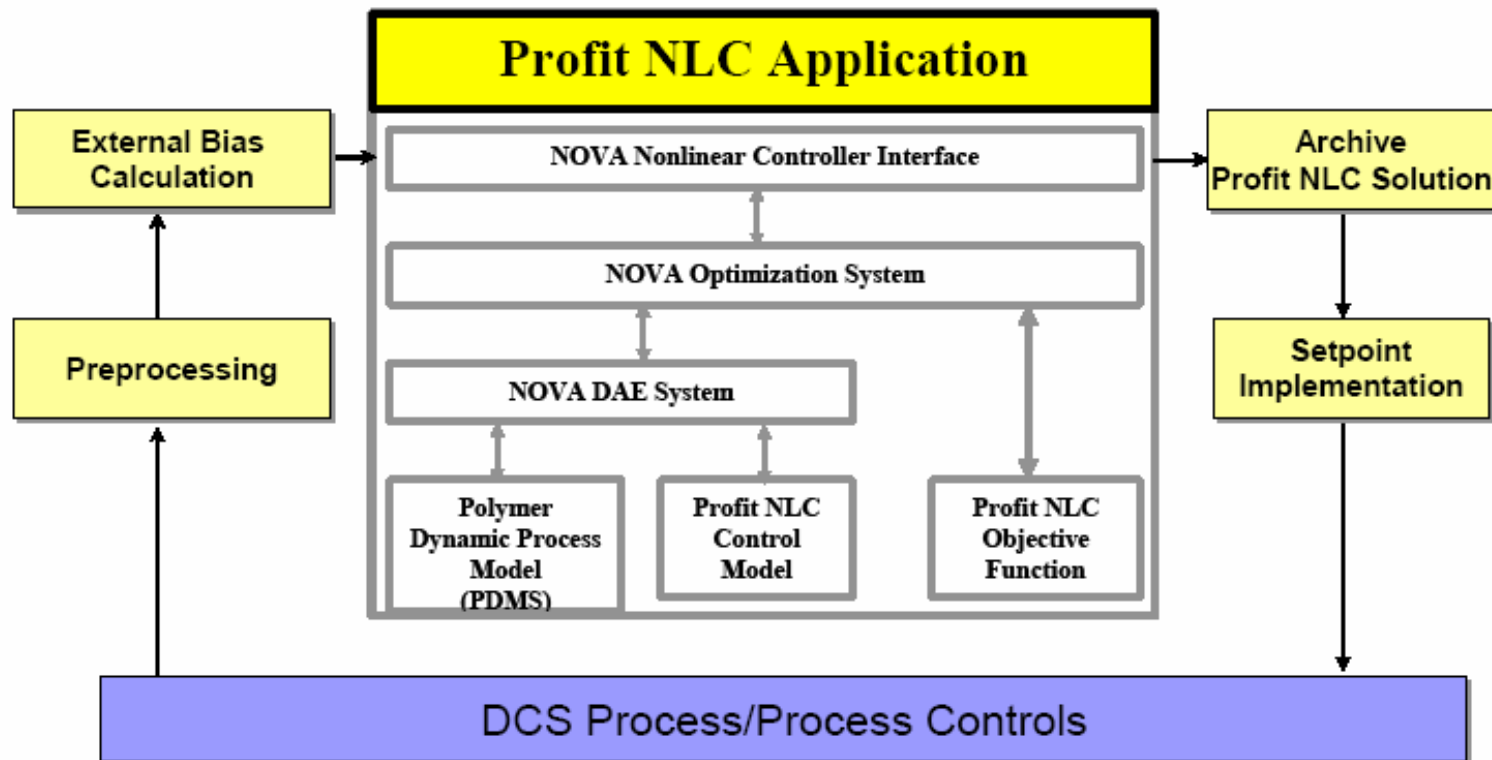 Profit NLC Application
External Bias
Calculation
NOVA Nonlinear Controller Interface
Archive
Profit NLC Solution
NOVA Optimization System
Preprocessing
Setpoint
Implementation
NOVA DAE System
Polymer
Dynamic Process
Model
(PDMS)
Profit NLC
Control
Model
Profit NLC
Objective
Function
DCS Process/Process Controls